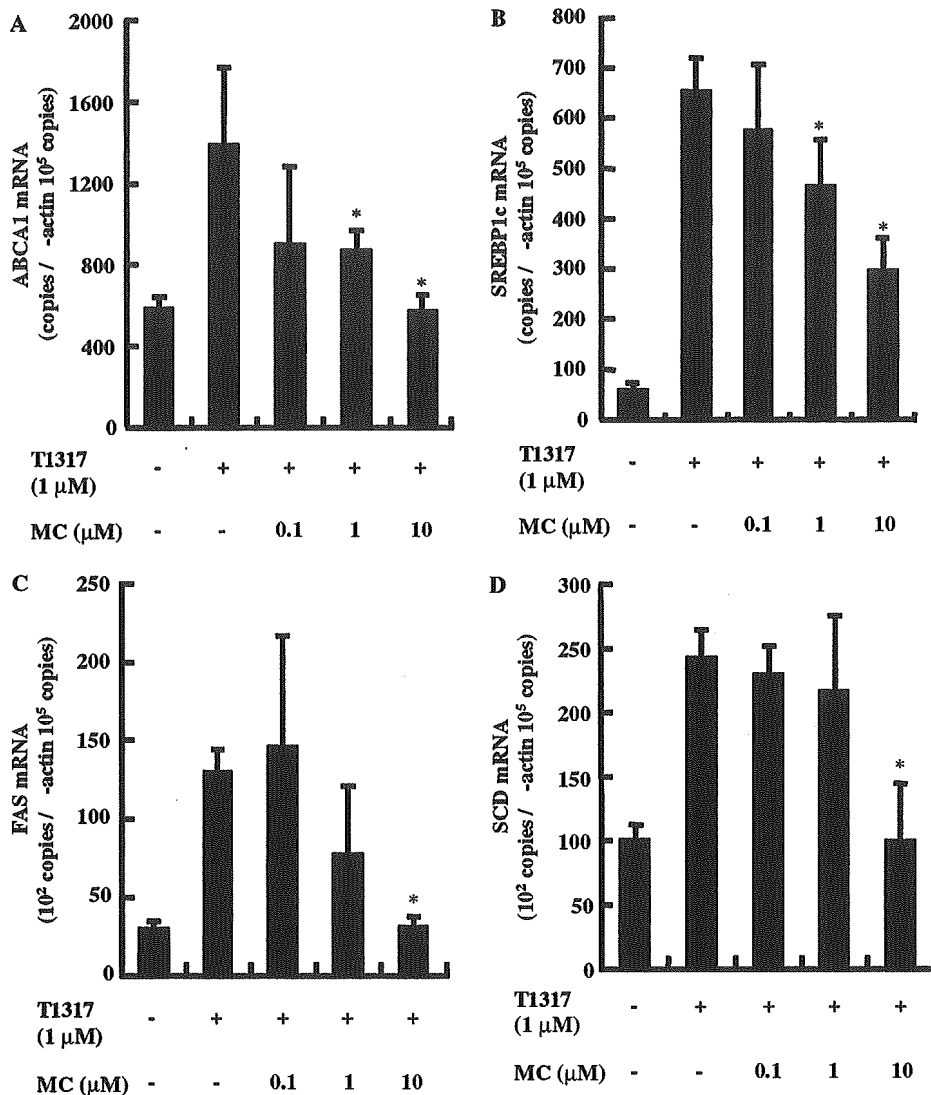 A
ABCA1 mRNA
(copies / -actin 10⁵ copies)
2000
1600
1200
800
400
0
*
*
T1317
(1 μM)
- + + + +
MC (μM) - - 0.1 1 10
B
SREBP1c mRNA
(copies / -actin 10⁵ copies)
800
700
600
500
400
300
200
100
0
*
*
T1317
(1 μM)
- + + + +
MC (μM) - - 0.1 1 10
C
FAS mRNA
(10² copies / -actin 10⁵ copies)
250
200
150
100
50
0
*
T1317
(1 μM)
- + + + +
MC (μM) - - 0.1 1 10
D
SCD mRNA
(10² copies / -actin 10⁵ copies)
300
250
200
150
100
50
0
*
T1317
(1 μM)
- + + + +
MC (μM) - - 0.1 1 10